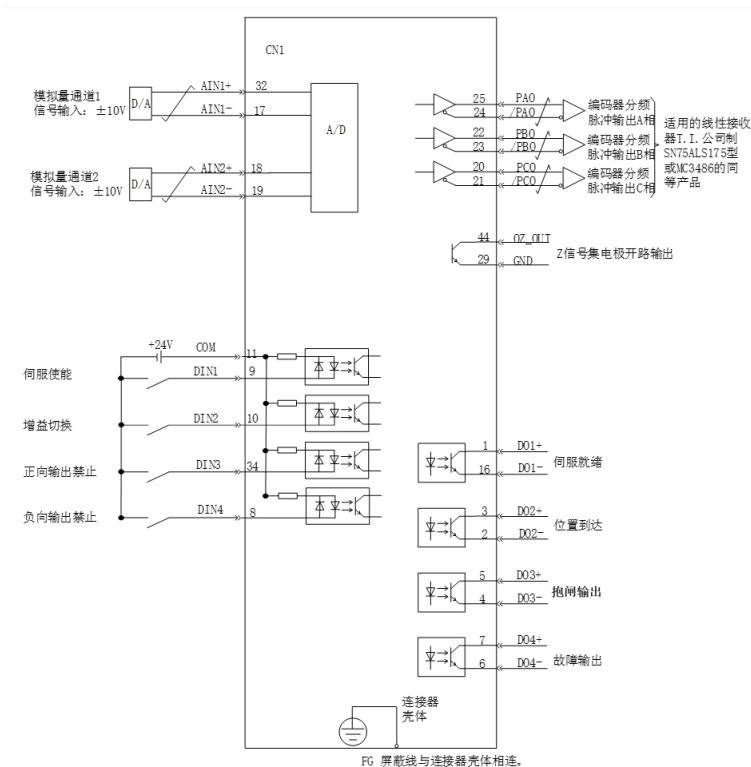 CN1
模拟量通道1
信号输入：±10V
D/A
AIN1+
32
AIN1-
17
A/D
模拟量通道2
信号输入：±10V
D/A
AIN2+
18
AIN2-
19
25
PAO
24
/PAO
编码器分频
脉冲输出A相
22
PBO
23
/PBO
编码器分频
脉冲输出B相
20
PCO
21
/PCO
编码器分频
脉冲输出C相
适用的线性接收
器T.I.公司制
SN75ALS175型
或MC3486的同
等产品
44
OZ_OUT
29
GND
Z信号集电极开路输出
+24V
COM
11
伺服使能
DIN1
9
增益切换
DIN2
10
正向输出禁止
DIN3
34
负向输出禁止
DIN4
8
1
DO1+
16
DO1-
伺服就绪
3
DO2+
2
DO2-
位置到达
5
DO3+
4
DO3-
抱闸输出
7
DO4+
6
DO4-
故障输出
连接器
壳体
FG 屏蔽线与连接器壳体相连。